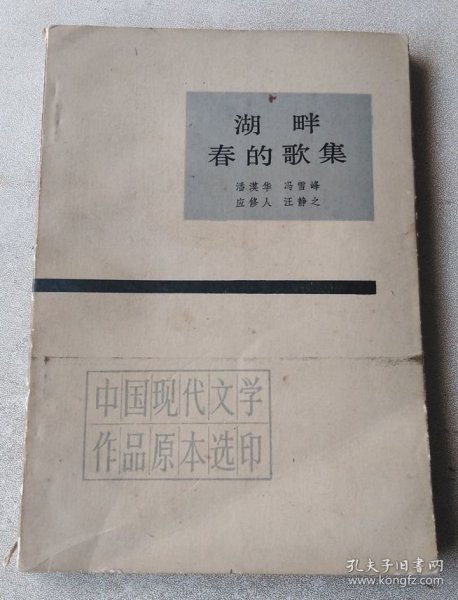 湖畔
春的歌集
潘漠华 冯雪峰
应修人 汪静之
中国现代文学
作品原本选印
孔夫子旧书网
www.kongfz.com